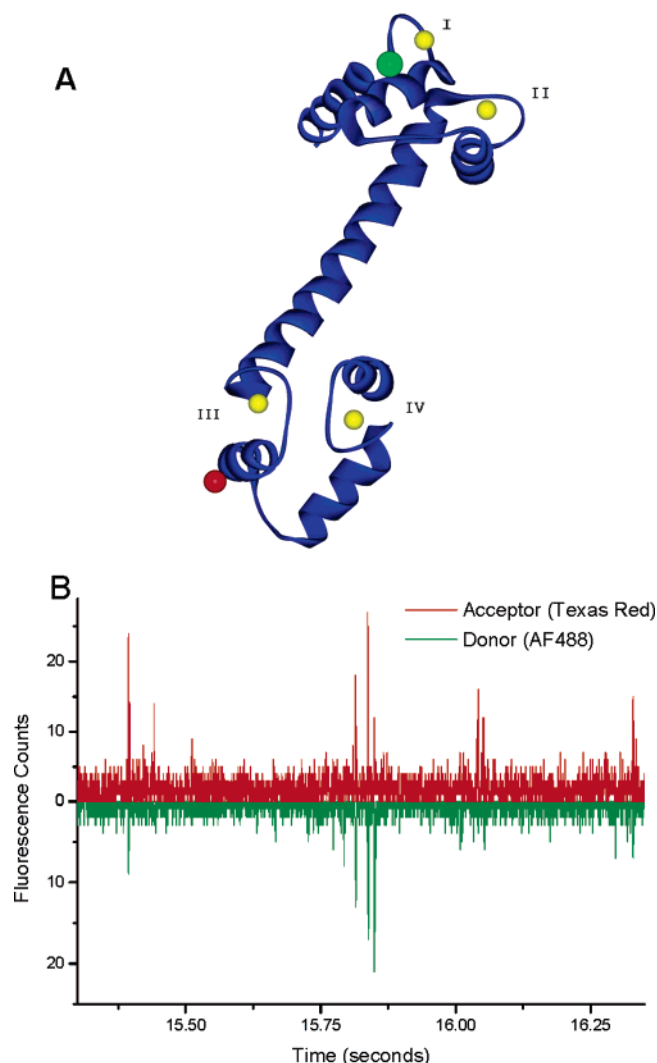 A
I
II
III
IV
B
Acceptor (Texas Red)
Donor (AF488)
Fluorescence Counts
20
10
0
10
20
15.50 15.75 16.00 16.25
Time (seconds)